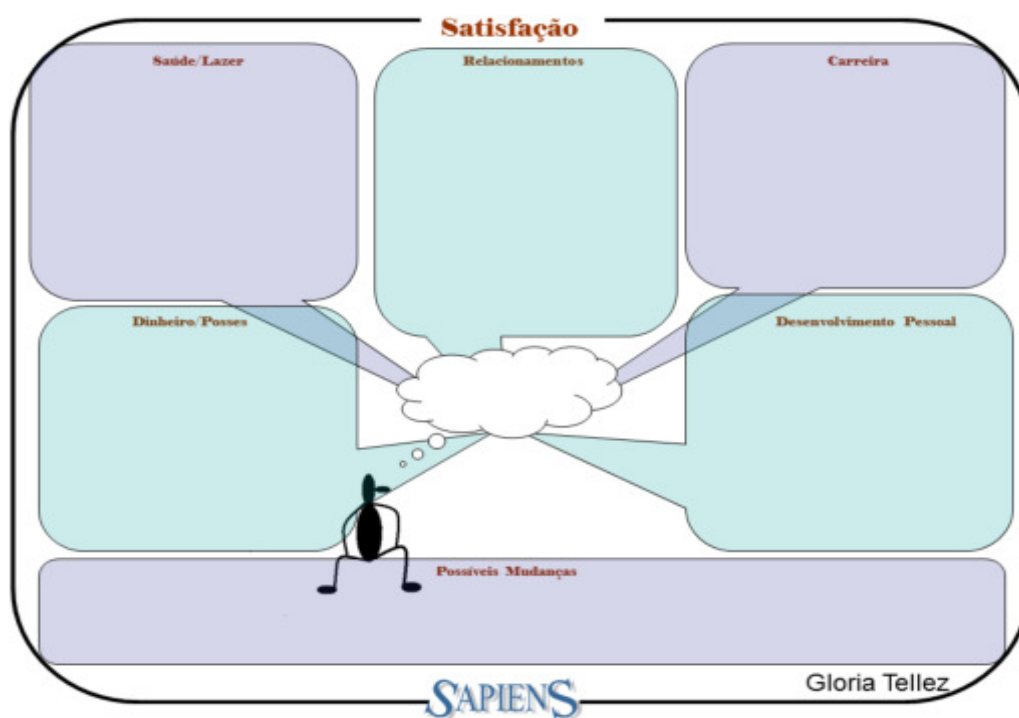 Satisfação
Saúde/Lazer
Relacionamentos
Carreira
Dinheiro/Posses
Desenvolvimento Pessoal
Possíveis Mudanças
SAPIENS
Gloria Tellez